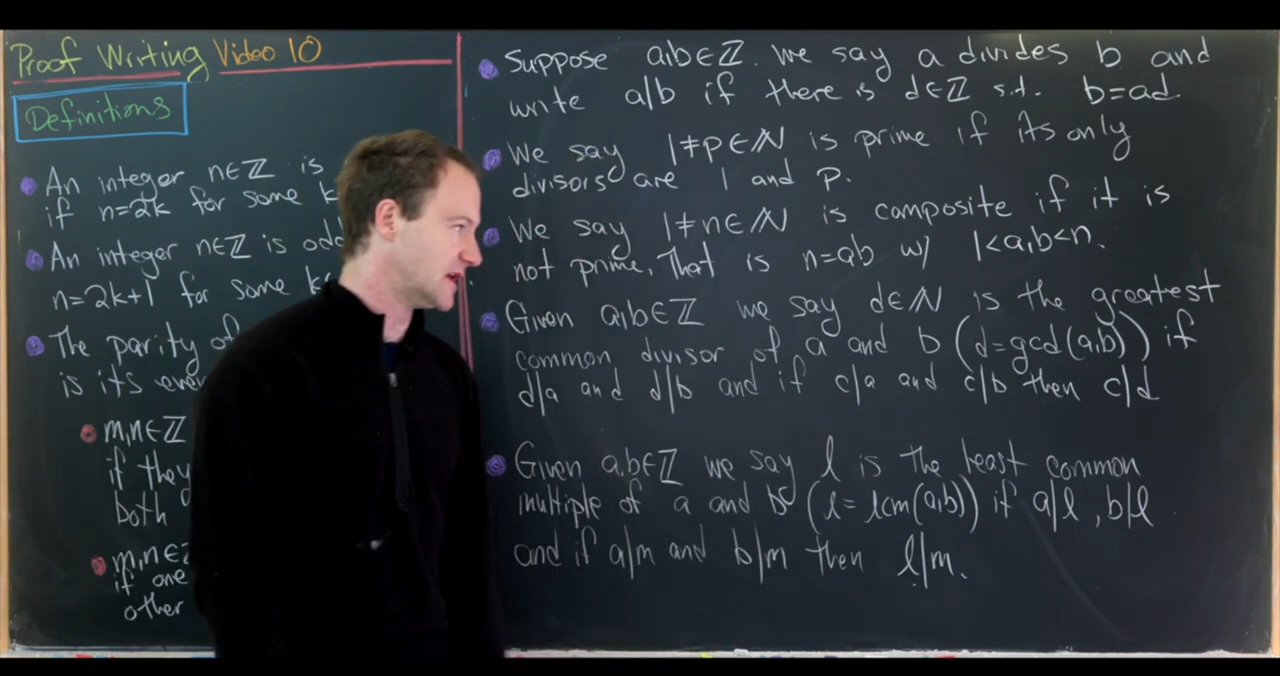 Proof Writing Video 10
Definitions
An integer n∈ℤ is
if n=2k for some
An integer n∈ℤ is odd
n=2k+1 for some
The parity of
is its even
m,n∈ℤ
if they
both
m,n∈ℤ
if one
other
Suppose a,b∈ℤ. We say a divides b and
write a|b if there is d∈ℤ s.t. b=ad.
We say 1≠p∈ℕ is prime if its only
divisors are 1 and p.
We say 1≠n∈ℕ is composite if it is
not prime. That is n=ab w/ 1<a,b<n.
Given a,b∈ℤ we say d∈ℕ is the greatest
common divisor of a and b (d=gcd(a,b)) if
d|a and d|b and if c|a and c|b then c|d
Given a,b∈ℤ we say l is the least common
multiple of a and b (l=lcm(a,b)) if a|l, b|l
and if a|m and b|m then l|m.